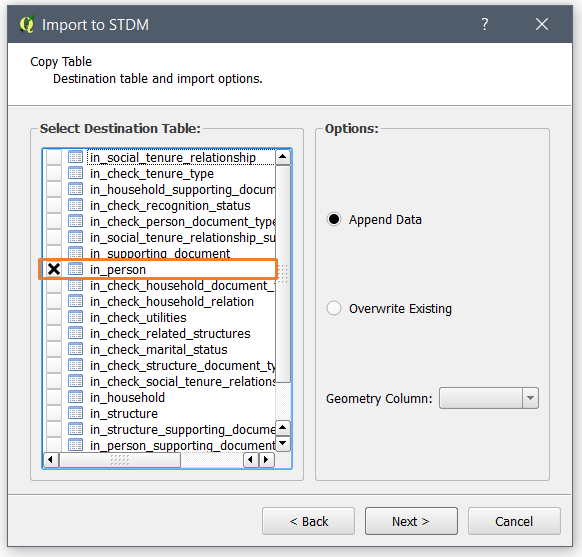 Import to STDM
?
Copy Table
Destination table and import options.
Select Destination Table:
in_social_tenure_relationship
in_check_tenure_type
in_household_supporting_docum
in_check_recognition_status
in_check_person_document_type
in_social_tenure_relationship_su
in_supporting_document
in_person
in_check_household_document_
in_check_household_relation
in_check_utilities
in_check_related_structures
in_check_marital_status
in_check_structure_document_ty
in_check_social_tenure_relations
in_household
in_structure
in_structure_supporting_docume
in_person_supporting_document
Options:
Append Data
Overwrite Existing
Geometry Column:
< Back
Next >
Cancel